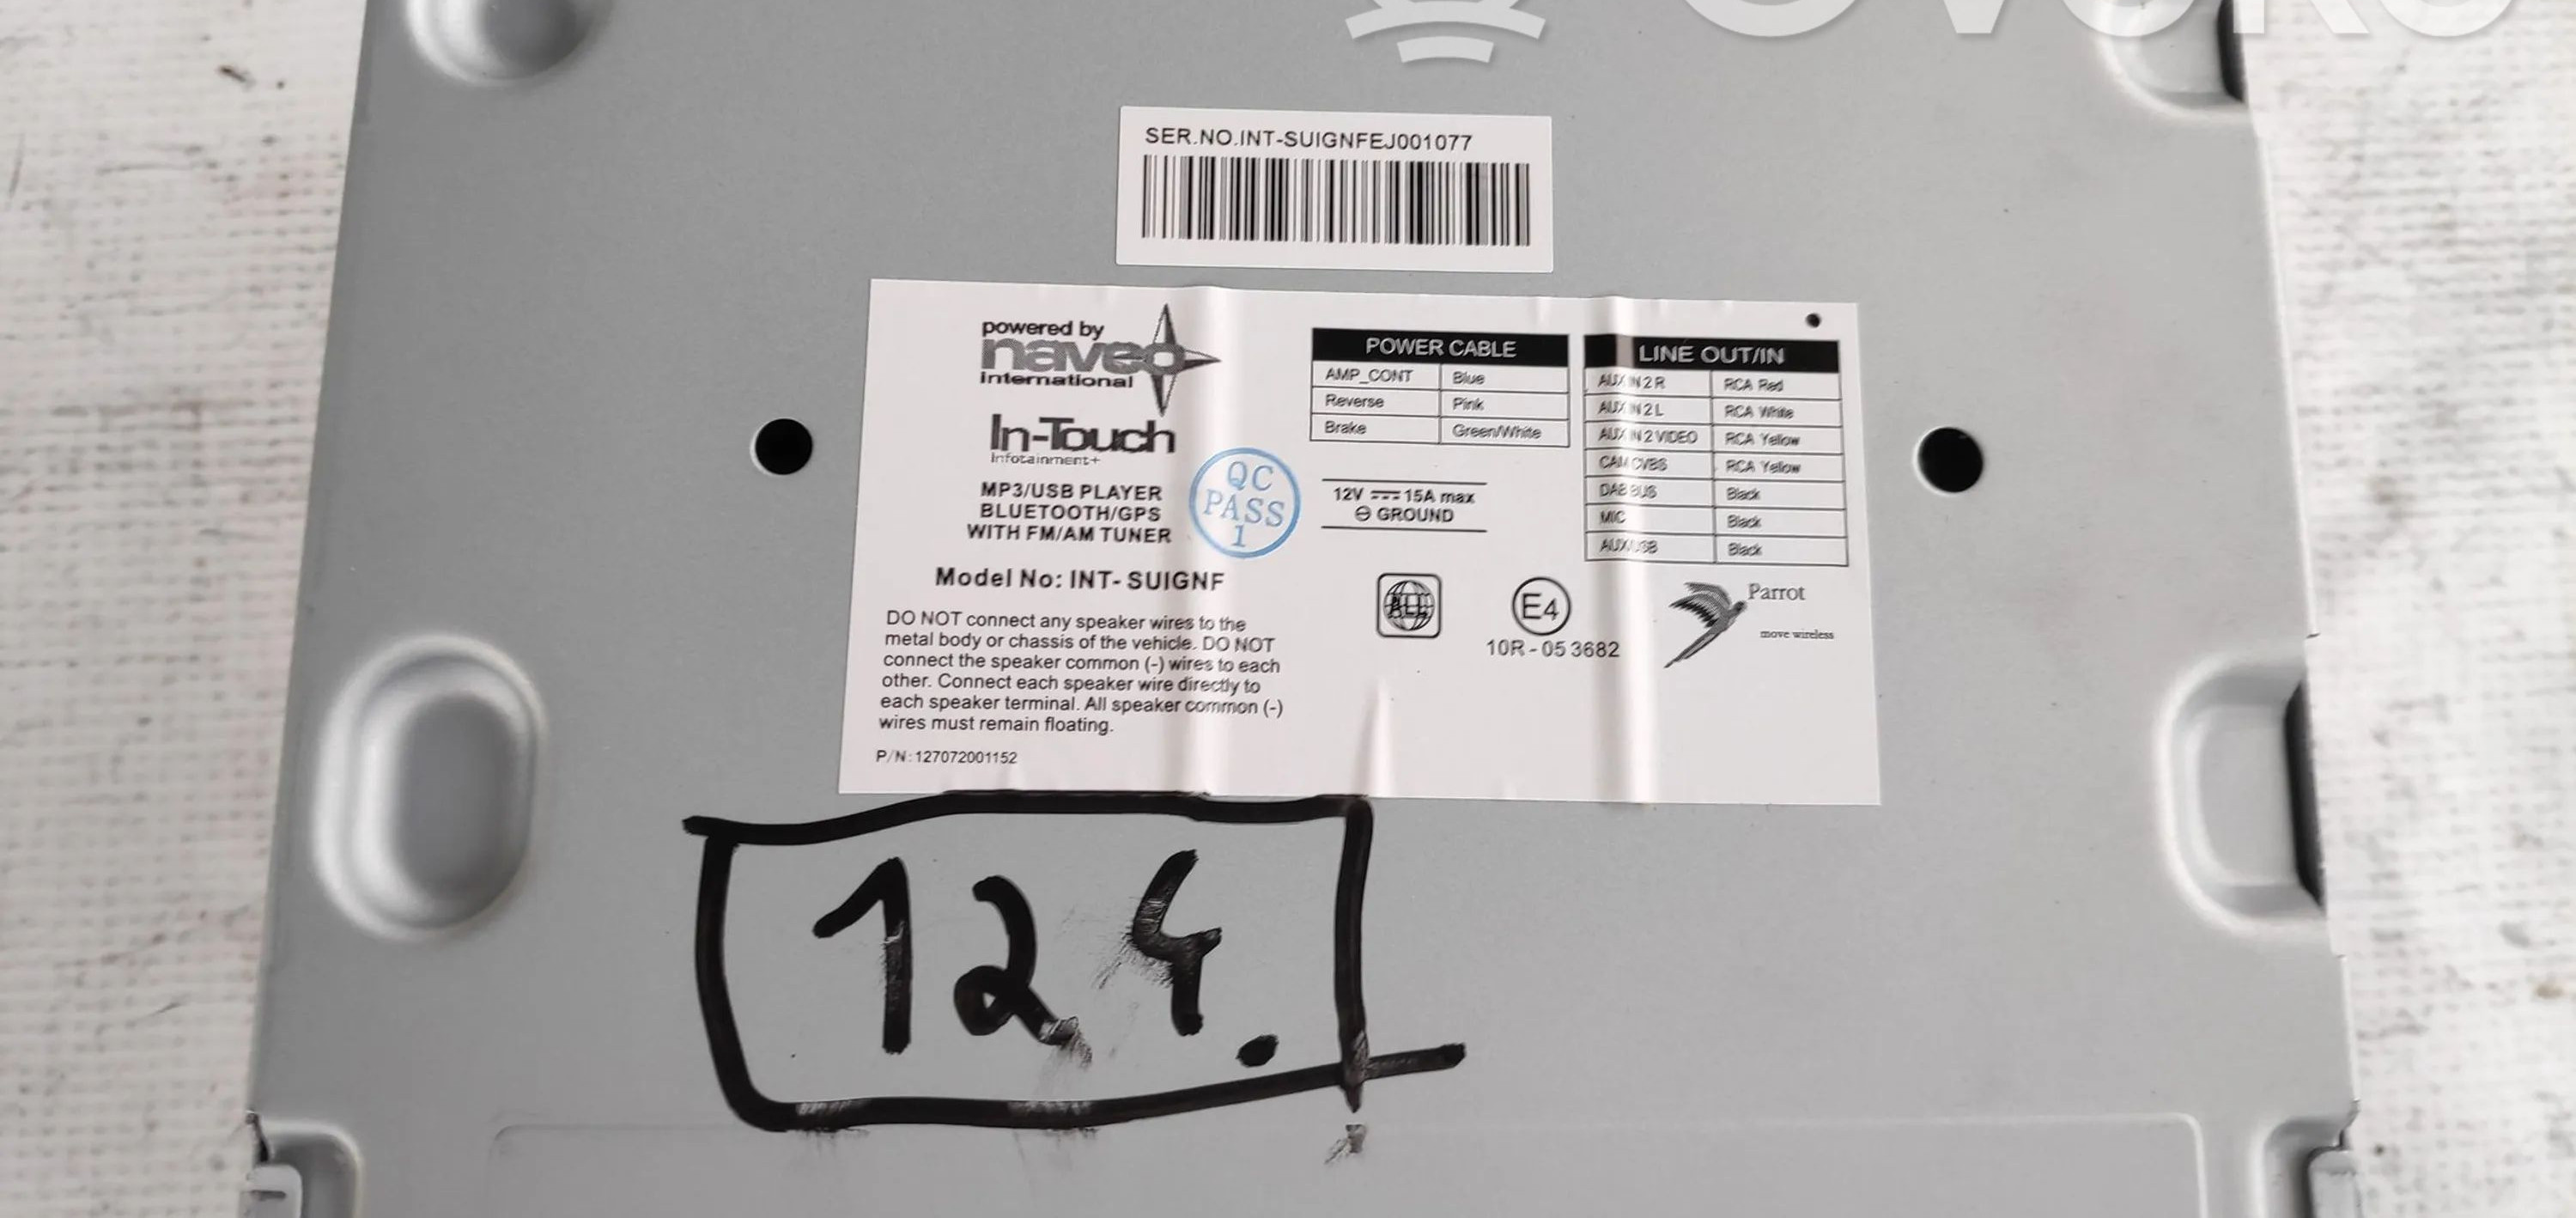 SER.NO.INT-SUIGNFEJ001077
powered by
naveo
international
In-Touch
Infotainment+
MP3/USB PLAYER
BLUETOOTH/GPS
WITH FM/AM TUNER
QC
PASS
1
Model No: INT- SUIGNF
DO NOT connect any speaker wires to the
metal body or chassis of the vehicle. DO NOT
connect the speaker common (-) wires to each
other. Connect each speaker wire directly to
each speaker terminal. All speaker common (-)
wires must remain floating.
P/N:127072001152
POWER CABLE
AMP_CONT Blue
Reverse Pink
Brake Green/White
12V 15A max
⊖ GROUND
LINE OUT/IN
AUX IN 2 R RCA Red
AUX IN 2 L RCA White
AUX IN 2 VIDEO RCA Yellow
CAM CVBS RCA Yellow
DAB BUS Black
MIC Black
AUX USB Black
ALL
E4
10R - 05 3682
Parrot
move wireless
124.